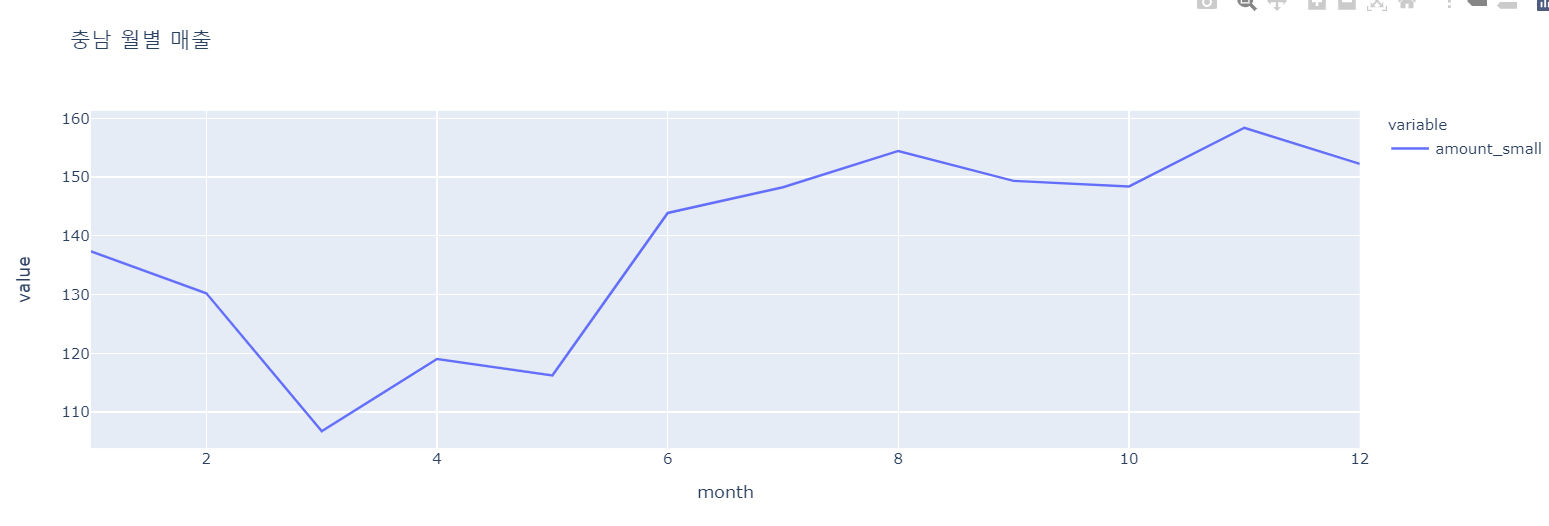 충남 월별 매출
160
150
140
130
120
110
value
2 4 6 8 10 12
month
variable
amount_small